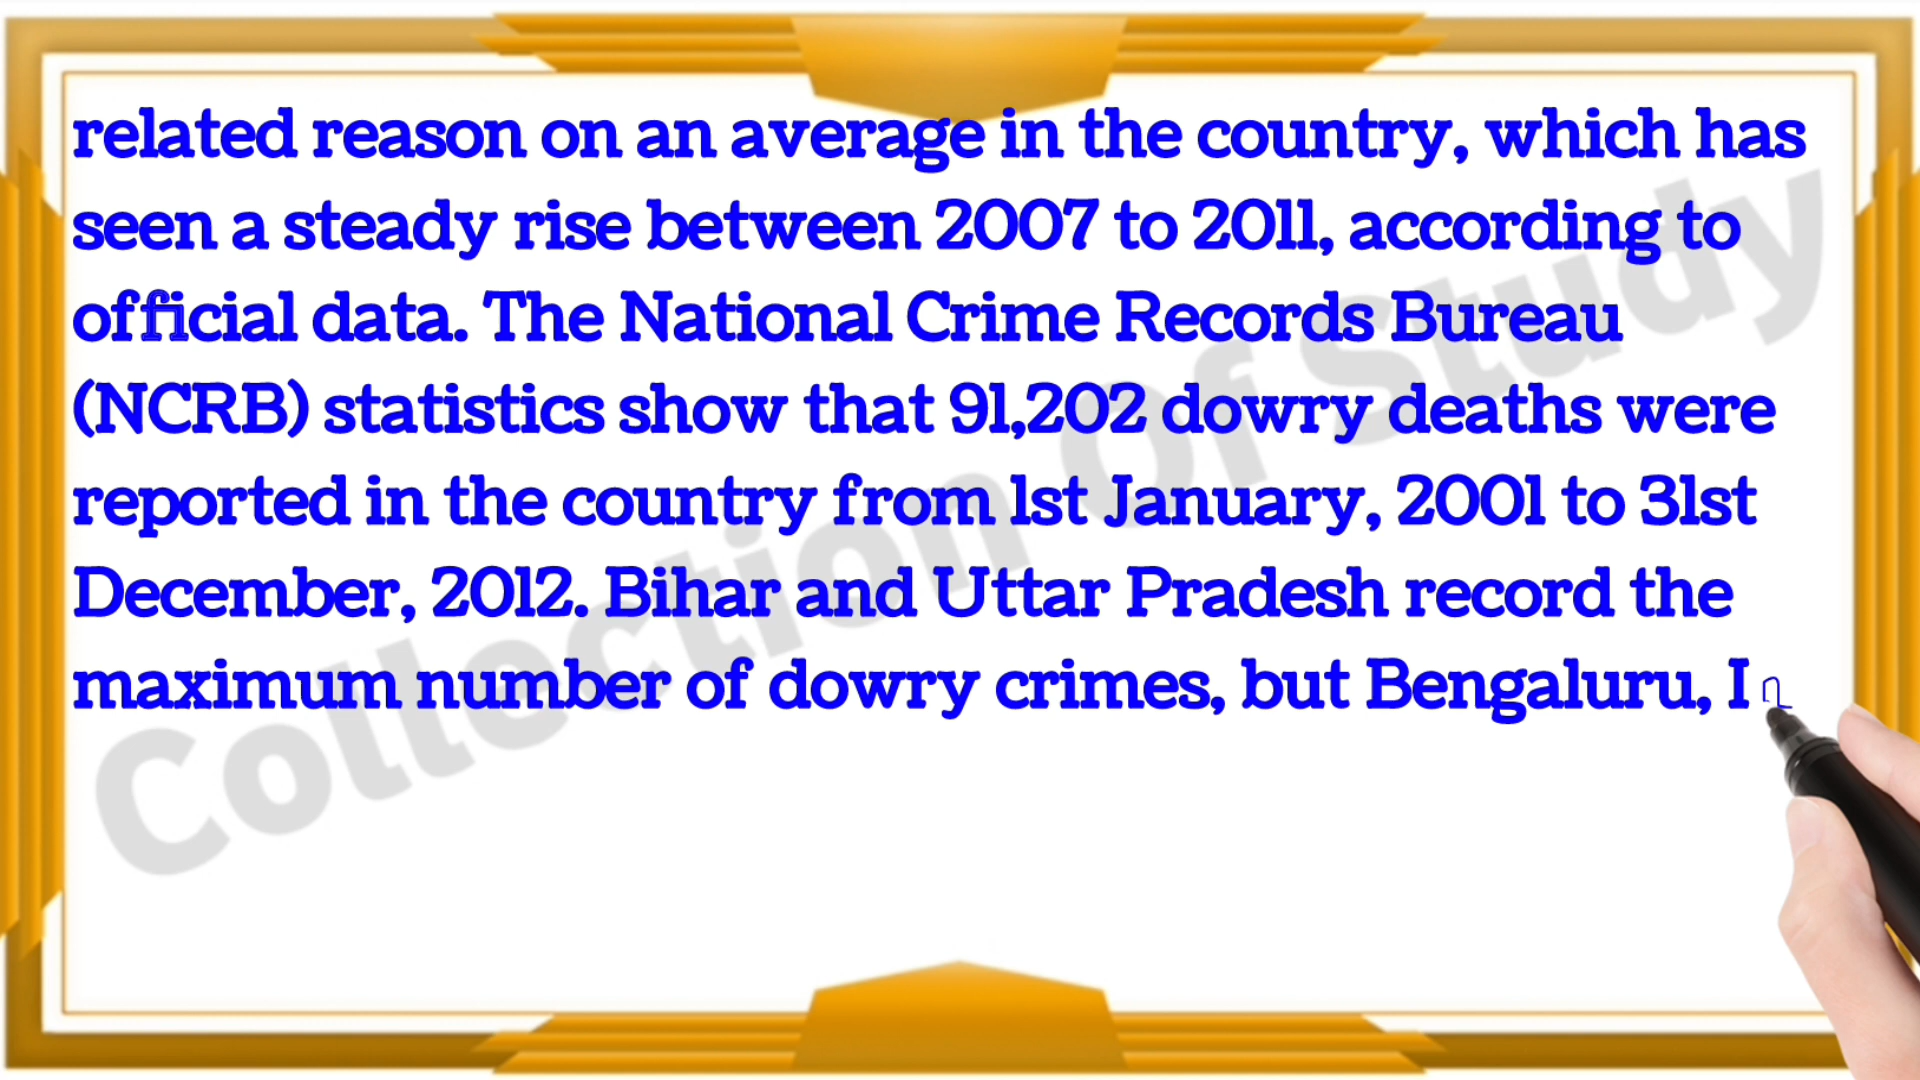 related reason on an average in the country, which has
seen a steady rise between 2007 to 2011, according to
official data. The National Crime Records Bureau
(NCRB) statistics show that 91,202 dowry deaths were
reported in the country from 1st January, 2001 to 31st
December, 2012. Bihar and Uttar Pradesh record the
maximum number of dowry crimes, but Bengaluru, I
Collection Of Study